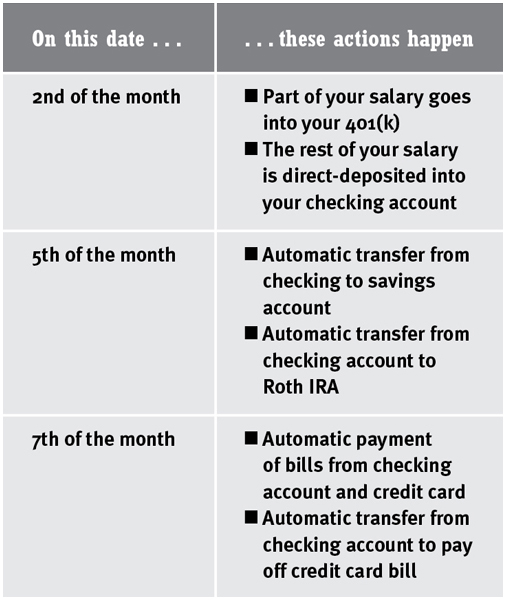 On this date . . .
. . . these actions happen
2nd of the month
■ Part of your salary goes
into your 401(k)
■ The rest of your salary
is direct-deposited into
your checking account
5th of the month
■ Automatic transfer from
checking to savings
account
■ Automatic transfer from
checking account to
Roth IRA
7th of the month
■ Automatic payment
of bills from checking
account and credit card
■ Automatic transfer from
checking account to pay
off credit card bill